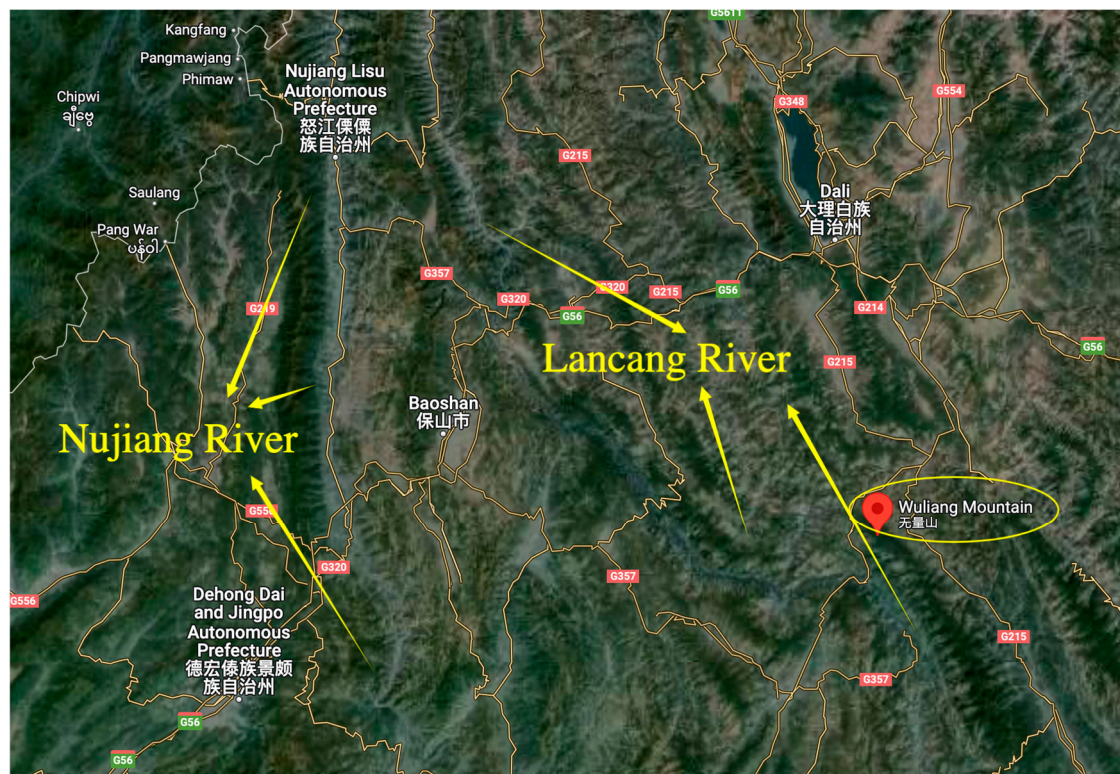 G5611
Kangfang
Pangmawjang
Phimaw
Nujiang Lisu
Autonomous
Prefecture
怒江傈僳
族自治州
Chipwi
ချီဗွေ
G554
G348
G215
Saulang
Dali
大理白族
自治州
Pang War
ပန်ဝါ
G357
G320
G215
G56
G320
G56
G219
G214
G56
Lancang River
G215
Baoshan
保山市
Nujiang River
Wuliang Mountain
无量山
G556
G320
G357
G556
Dehong Dai
and Jingpo
Autonomous
Prefecture
德宏傣族景颇
族自治州
G215
G357
G56
G56